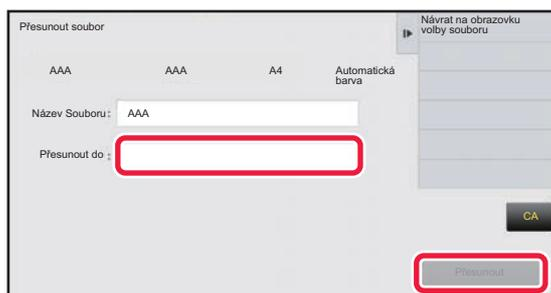 Přesunout soubor
Návrat na obrazovku
volby souboru
AAA AAA A4 Automatická
barva
Název Souboru: AAA
Přesunout do :
CA
Přesunout